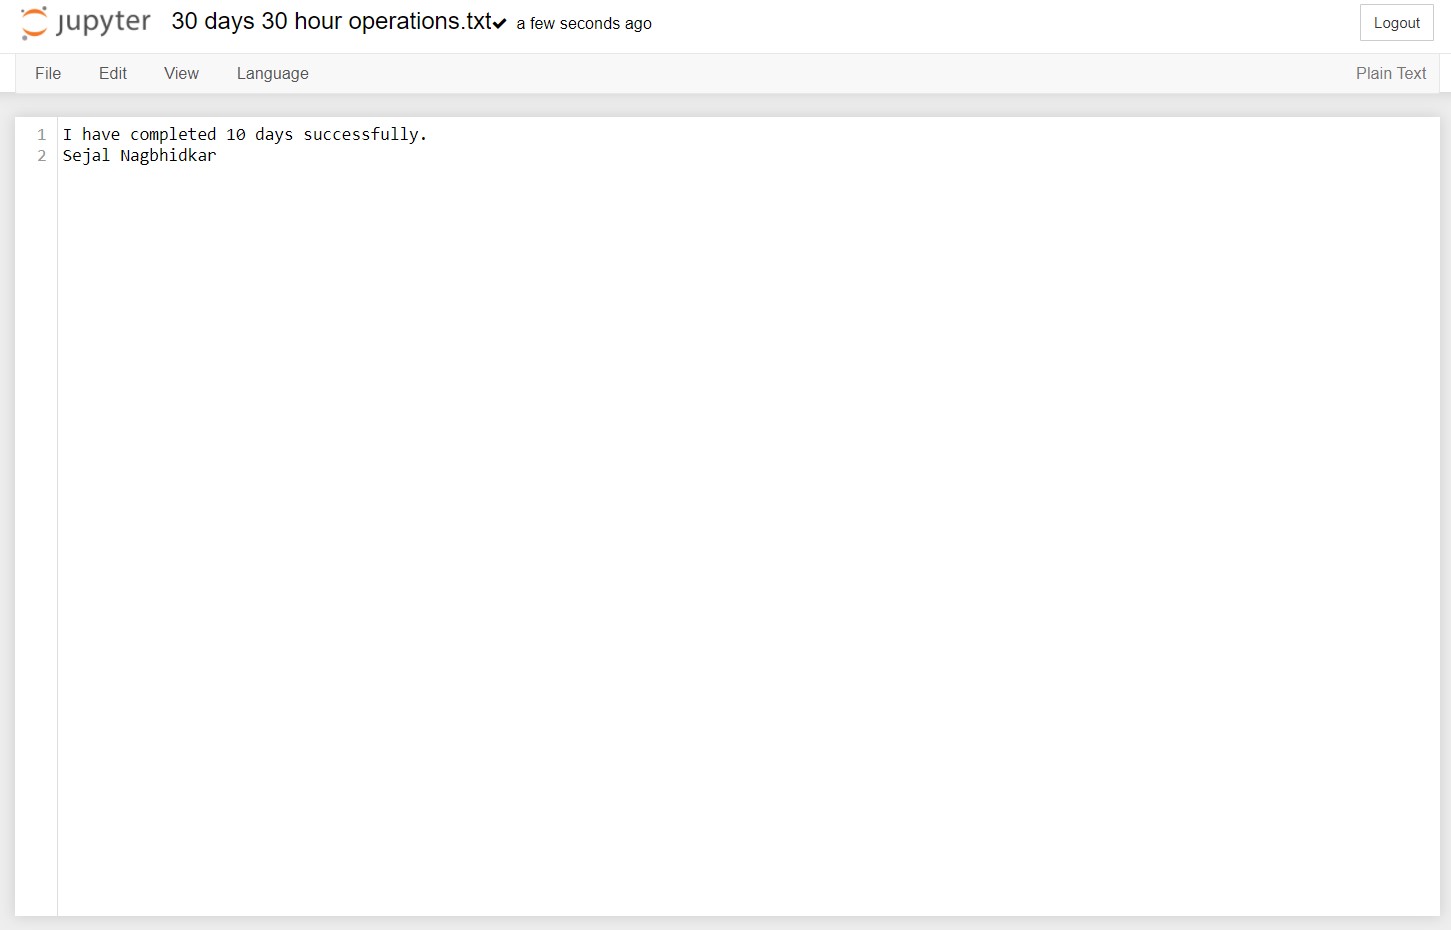 jupyter 30 days 30 hour operations.txt✔ a few seconds ago Logout
File Edit View Language Plain Text
1 I have completed 10 days successfully.
2 Sejal Nagbhidkar